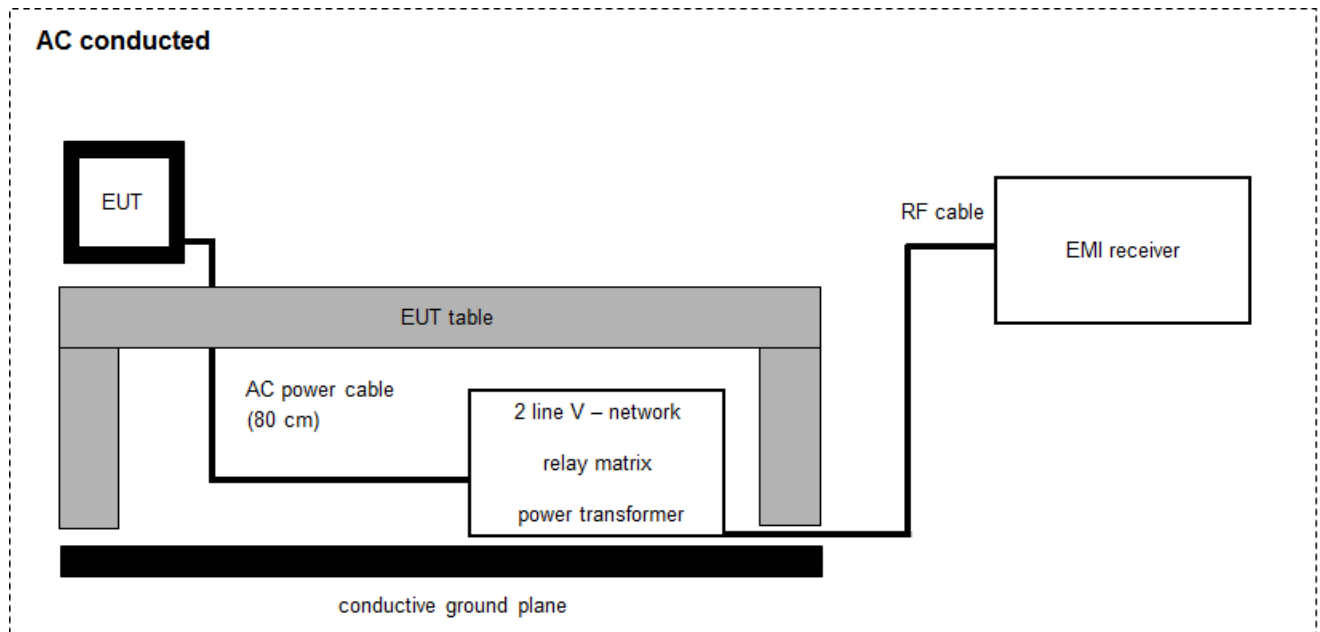 AC conducted
EUT
RF cable
EMI receiver
EUT table
AC power cable
(80 cm)
2 line V – network
relay matrix
power transformer
conductive ground plane